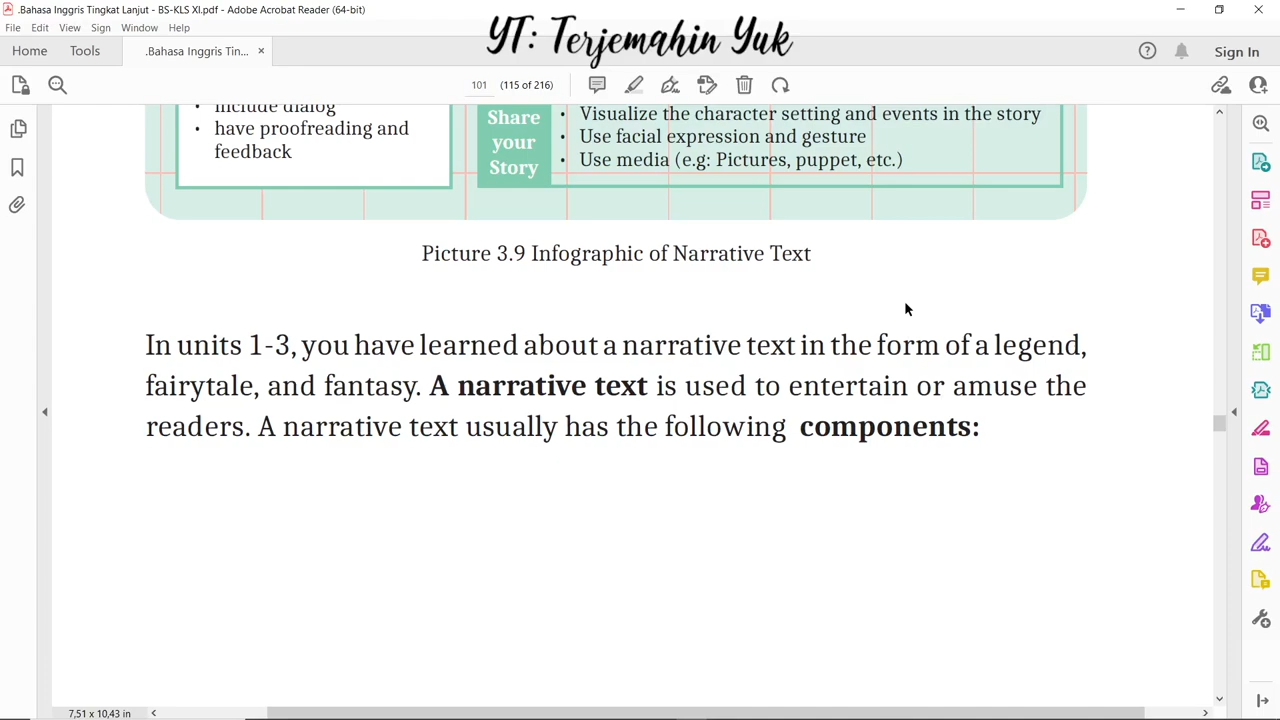 .Bahasa Inggris Tingkat Lanjut - BS-KLS XI.pdf - Adobe Acrobat Reader (64-bit)
YT: Terjemahin Yuk
File Edit View Sign Window Help
Home Tools .Bahasa Inggris Tin... × Sign In
101 (115 of 216)
• include dialog
• have proofreading and
feedback
Share
your
Story
• Visualize the character setting and events in the story
• Use facial expression and gesture
• Use media (e.g: Pictures, puppet, etc.)
Picture 3.9 Infographic of Narrative Text
In units 1-3, you have learned about a narrative text in the form of a legend,
fairytale, and fantasy. A narrative text is used to entertain or amuse the
readers. A narrative text usually has the following components:
7,51 x 10,43 in